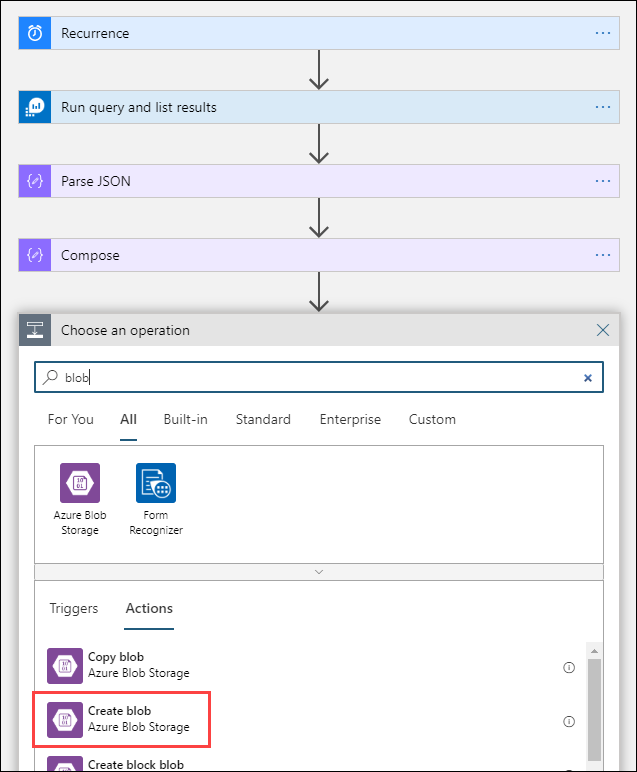 Recurrence
Run query and list results
Parse JSON
Compose
Choose an operation
blob
For You All Built-in Standard Enterprise Custom
Azure Blob Storage
Form Recognizer
Triggers Actions
Copy blob
Azure Blob Storage
Create blob
Azure Blob Storage
Create block blob